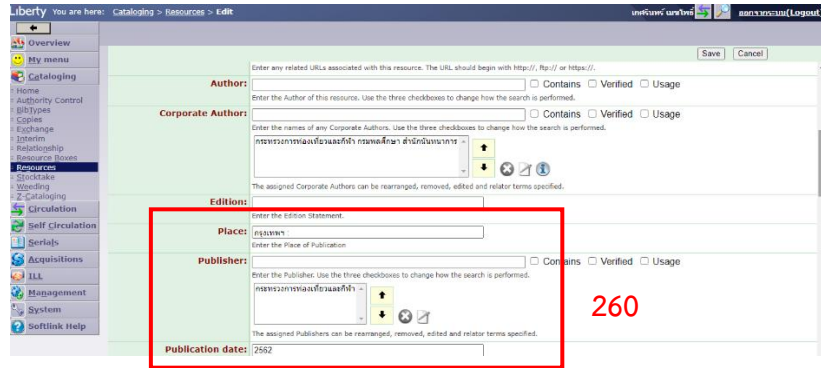 Liberty You are here: Cataloging > Resources > Edit
ออกจากระบบ(Logout)
Overview
My menu
Cataloging
Home
Authority Control
BibTypes
Copies
Exchange
Interim
Relationship
Resource Boxes
Resources
Stocktake
Weeding
Z-Cataloging
Circulation
Self Circulation
Serials
Acquisitions
ILL
Management
System
Softlink Help
Save Cancel
Enter any related URLs associated with this resource. The URL should begin with http://, ftp:// or https://.
Author: Contains Verified Usage
Enter the Author of this resource. Use the three checkboxes to change how the search is performed.
Corporate Author: Contains Verified Usage
Enter the names of any Corporate Authors. Use the three checkboxes to change how the search is performed.
กระทรวงการท่องเที่ยวและกีฬา กรมพลศึกษา สำนักนันทนาการ
The assigned Corporate Authors can be rearranged, removed, edited and relator terms specified.
Edition:
Enter the Edition Statement.
Place: กรุงเทพฯ :
Enter the Place of Publication
Publisher: Contains Verified Usage
Enter the Publisher. Use the three checkboxes to change how the search is performed.
กระทรวงการท่องเที่ยวและกีฬา
260
The assigned Publishers can be rearranged, removed, edited and relator terms specified.
Publication date: 2562